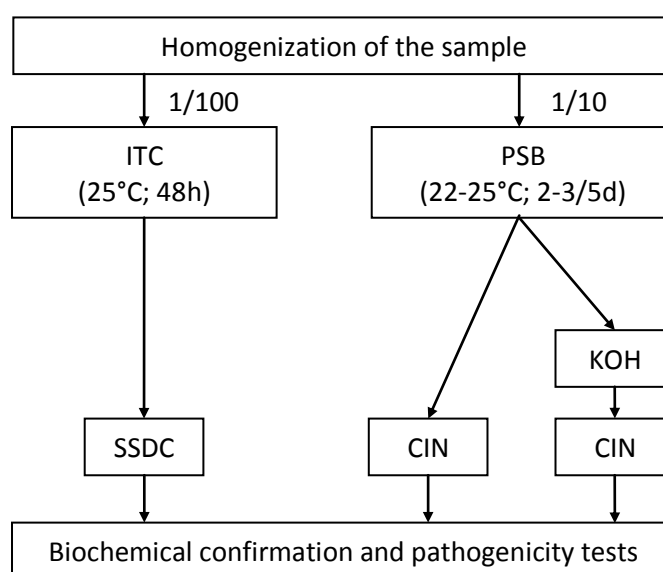 Homogenization of the sample
1/100
1/10
ITC
(25°C; 48h)
PSB
(22-25°C; 2-3/5d)
KOH
SSDC
CIN
CIN
Biochemical confirmation and pathogenicity tests